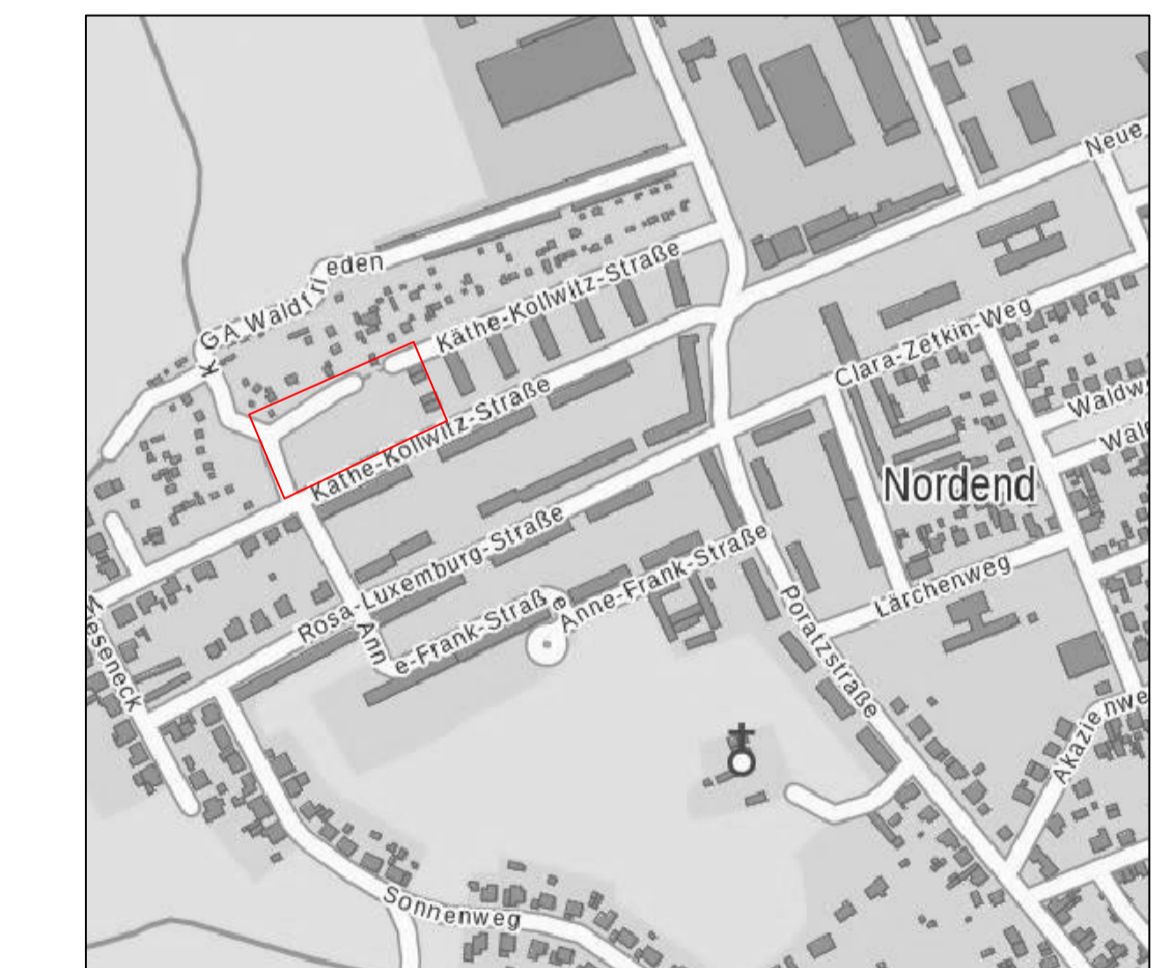 Neue
K G A Waldfrieden
Käthe-Kollwitz-Straße
Clara-Zetkin-Weg
Käthe-Kollwitz-Straße
Waldw
Wal
Nordend
Rosa-Luxemburg-Straße
Anne-Frank-Straße
Anne-Frank-Straße
Lärchenweg
Poratzstraße
Wieseneck
Akazienwe
Sonnenweg